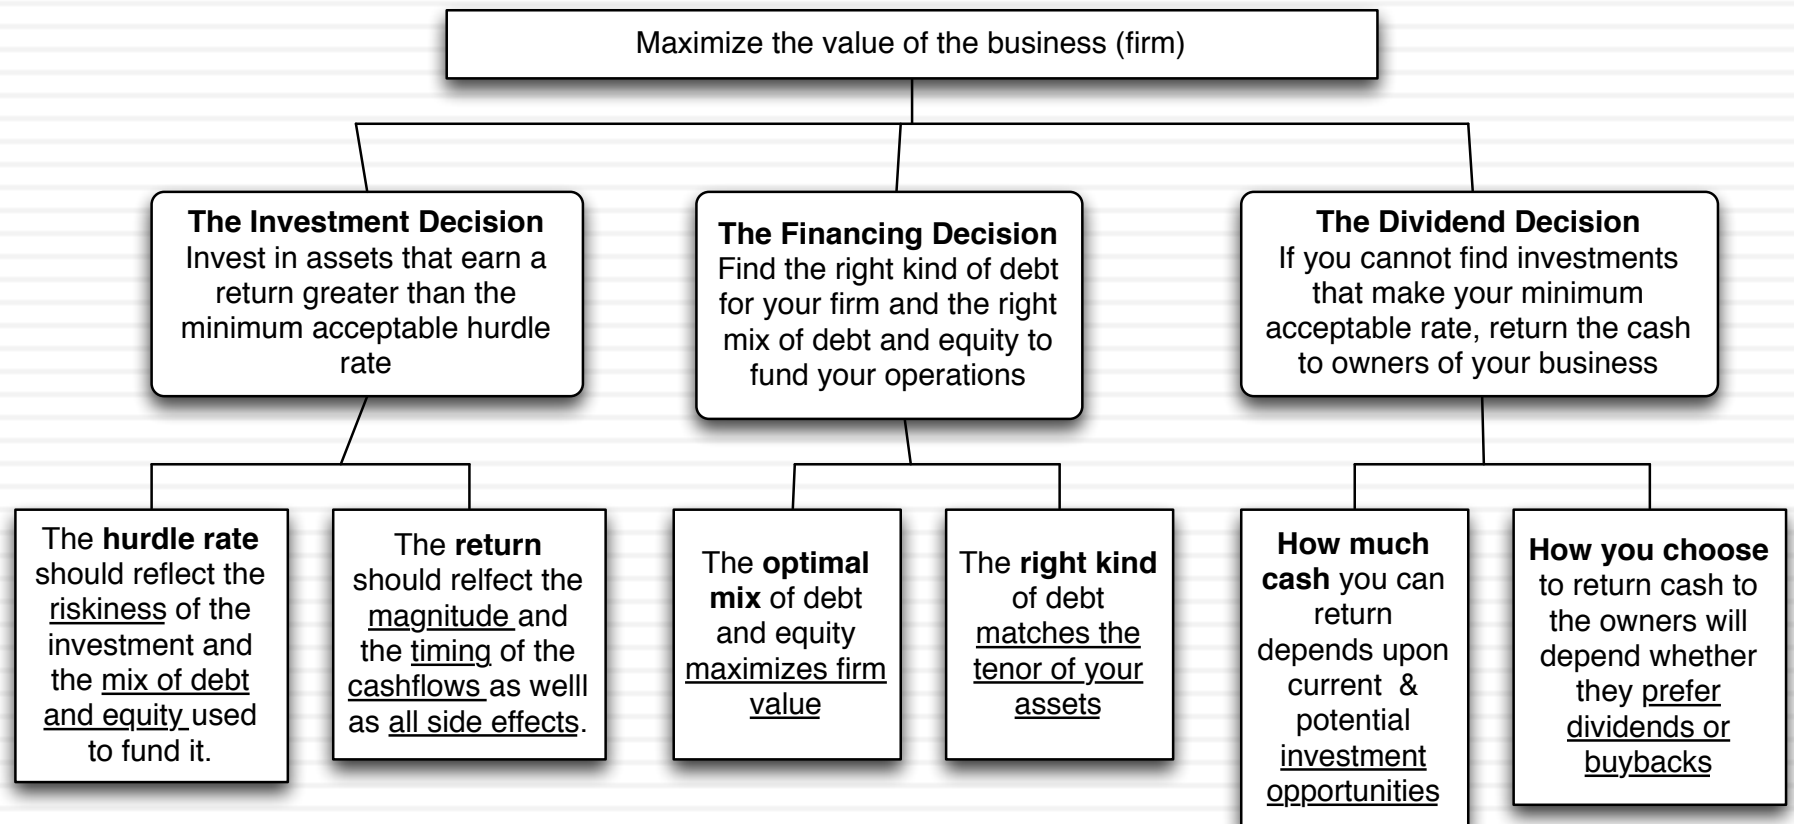 Maximize the value of the business (firm)
The Investment Decision
Invest in assets that earn a
return greater than the
minimum acceptable hurdle
rate
The Financing Decision
Find the right kind of debt
for your firm and the right
mix of debt and equity to
fund your operations
The Dividend Decision
If you cannot find investments
that make your minimum
acceptable rate, return the cash
to owners of your business
The hurdle rate
should reflect the
riskiness of the
investment and
the mix of debt
and equity used
to fund it.
The return
should relfect the
magnitude and
the timing of the
cashflows as welll
as all side effects.
The optimal
mix of debt
and equity
maximizes firm
value
The right kind
of debt
matches the
tenor of your
assets
How much
cash you can
return
depends upon
current &
potential
investment
opportunities
How you choose
to return cash to
the owners will
depend whether
they prefer
dividends or
buybacks